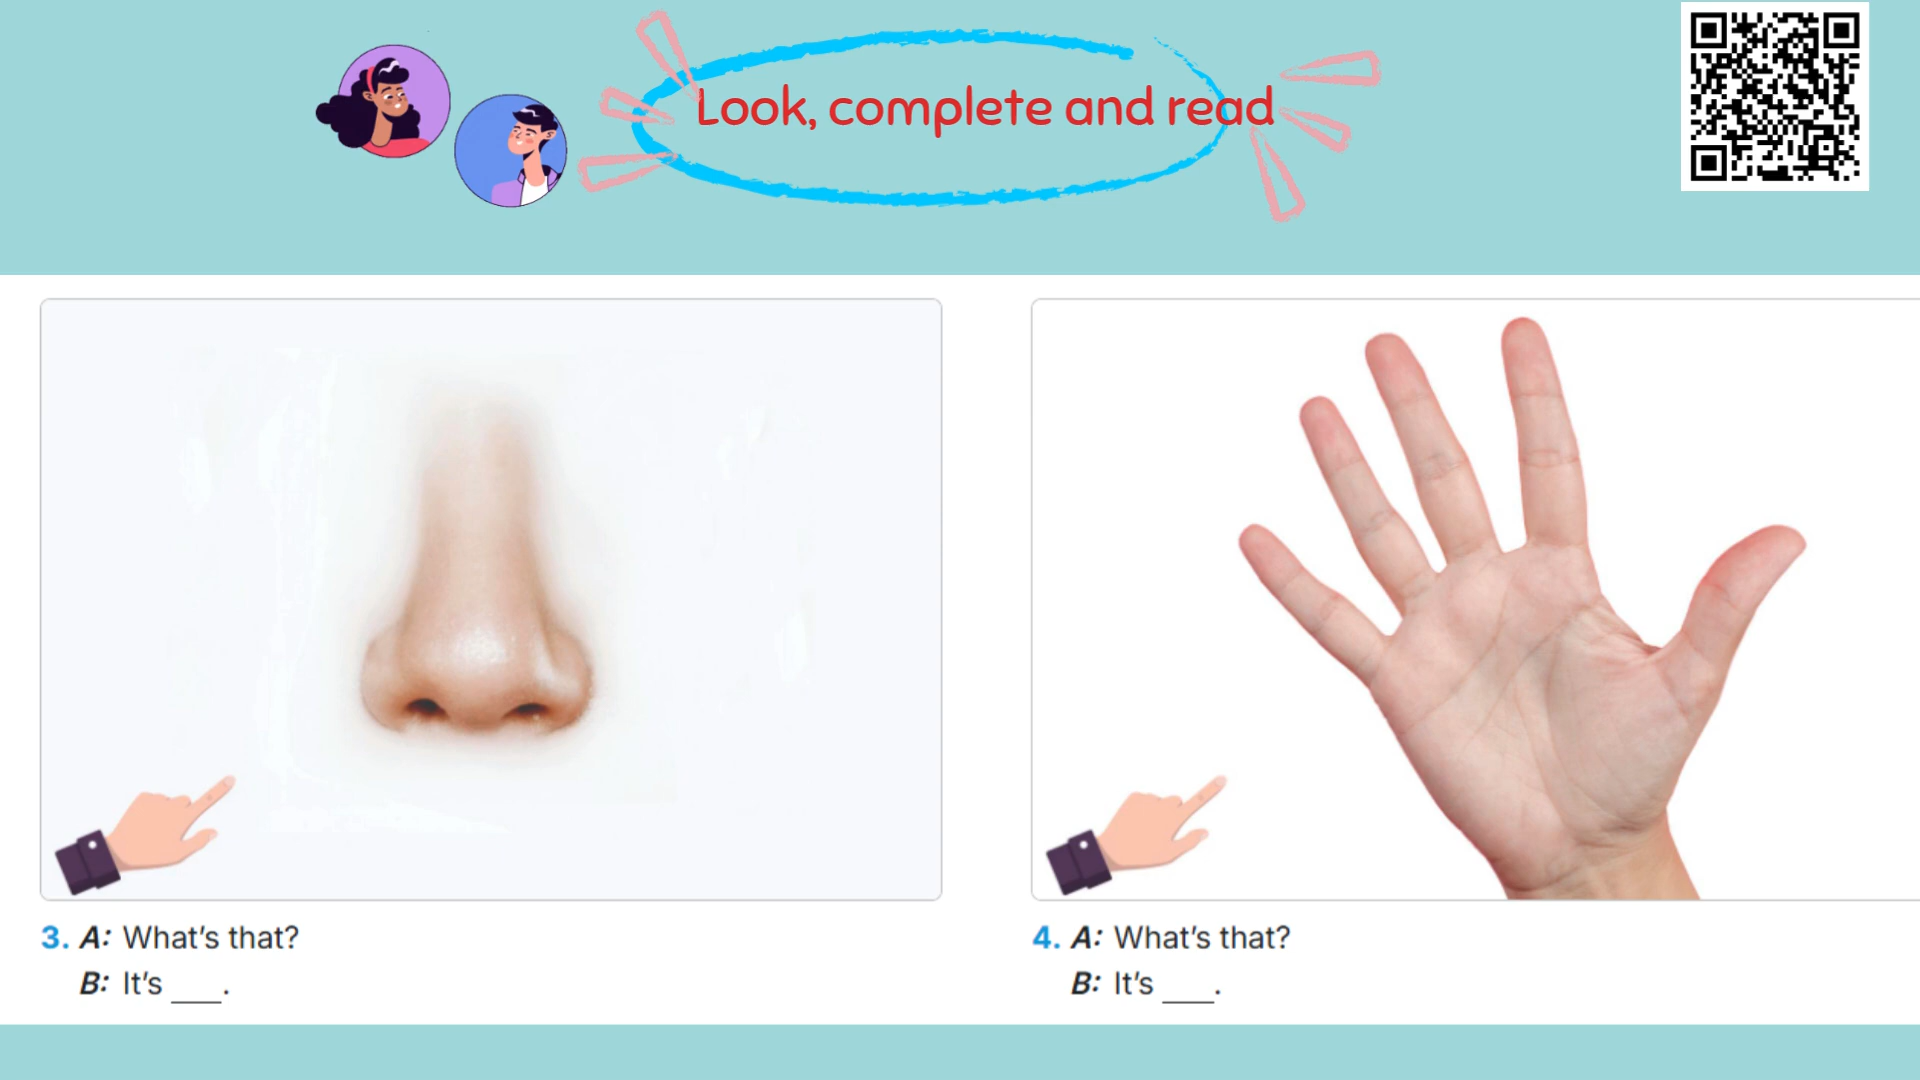 Look, complete and read
3. A: What's that?
B: It's ___.
4. A: What's that?
B: It's ___.